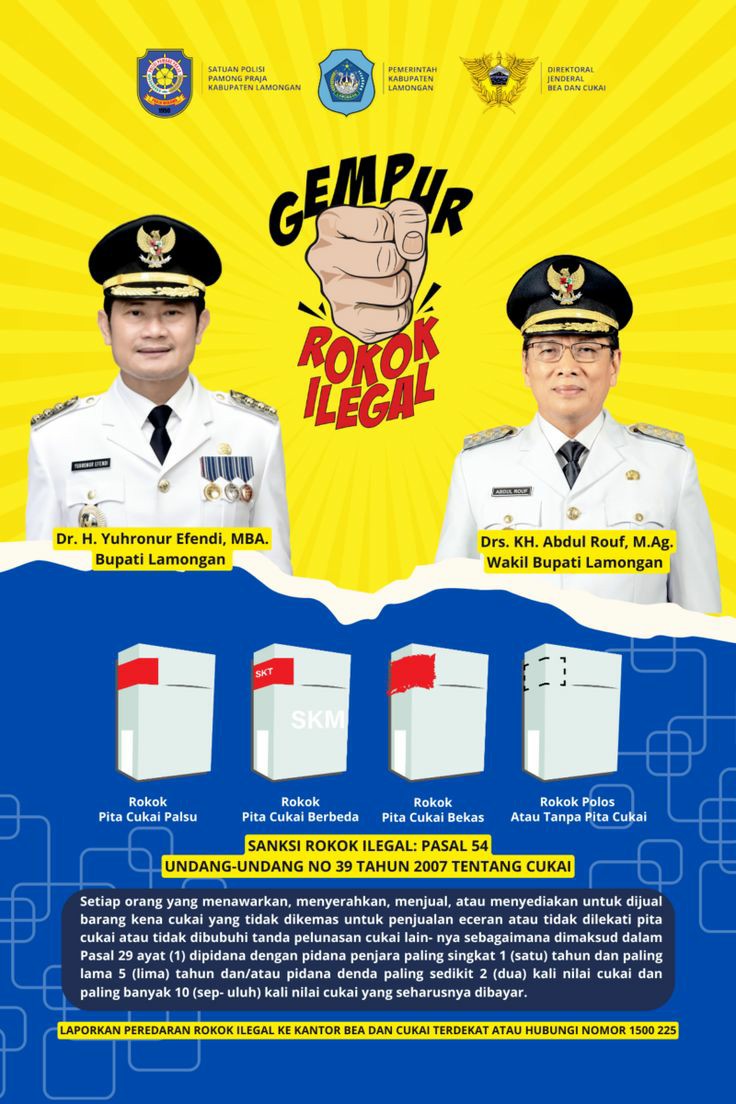 SATUAN POLISI
PAMONG PRAJA
KABUPATEN LAMONGAN
PEMERINTAH
KABUPATEN
LAMONGAN
DIREKTORAL
JENDERAL
BEA DAN CUKAI
GEMPUR
ROKOK
ILEGAL
YUHRONUR EFENDI
ABDUL ROUF
Dr. H. Yuhronur Efendi, MBA.
Bupati Lamongan
Drs. KH. Abdul Rouf, M.Ag.
Wakil Bupati Lamongan
SKT
SKM
Rokok
Pita Cukai Palsu
Rokok
Pita Cukai Berbeda
Rokok
Pita Cukai Bekas
Rokok Polos
Atau Tanpa Pita Cukai
SANKSI ROKOK ILEGAL: PASAL 54
UNDANG-UNDANG NO 39 TAHUN 2007 TENTANG CUKAI
Setiap orang yang menawarkan, menyerahkan, menjual, atau menyediakan untuk dijual
barang kena cukai yang tidak dikemas untuk penjualan eceran atau tidak dilekati pita
cukai atau tidak dibubuhi tanda pelunasan cukai lain- nya sebagaimana dimaksud dalam
Pasal 29 ayat (1) dipidana dengan pidana penjara paling singkat 1 (satu) tahun dan paling
lama 5 (lima) tahun dan/atau pidana denda paling sedikit 2 (dua) kali nilai cukai dan
paling banyak 10 (sep- uluh) kali nilai cukai yang seharusnya dibayar.
LAPORKAN PEREDARAN ROKOK ILEGAL KE KANTOR BEA DAN CUKAI TERDEKAT ATAU HUBUNGI NOMOR 1500 225